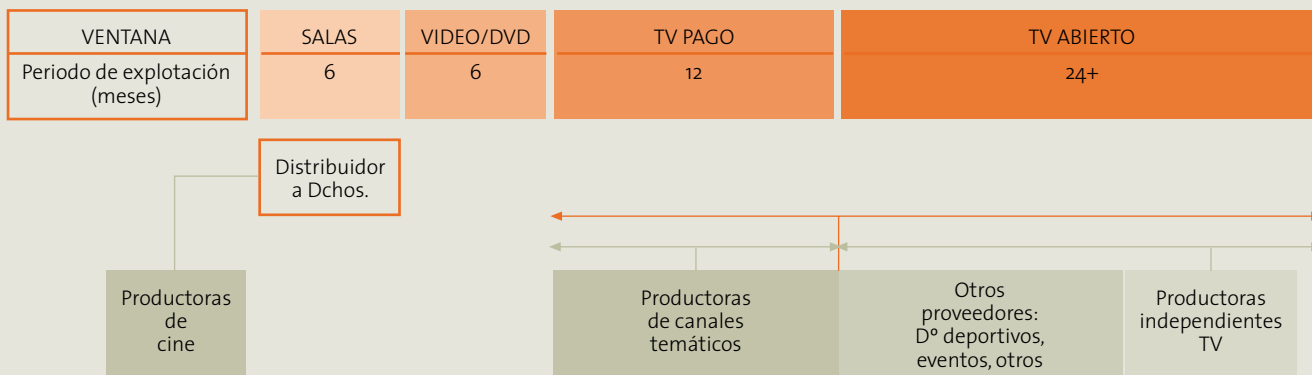 VENTANA
SALAS
VIDEO/DVD
TV PAGO
TV ABIERTO
Periodo de explotación
(meses)
6
6
12
24+
Distribuidor
a Dchos.
Productoras
de
cine
Productoras
de canales
temáticos
Otros
proveedores:
Dº deportivos,
eventos, otros
Productoras
independientes
TV